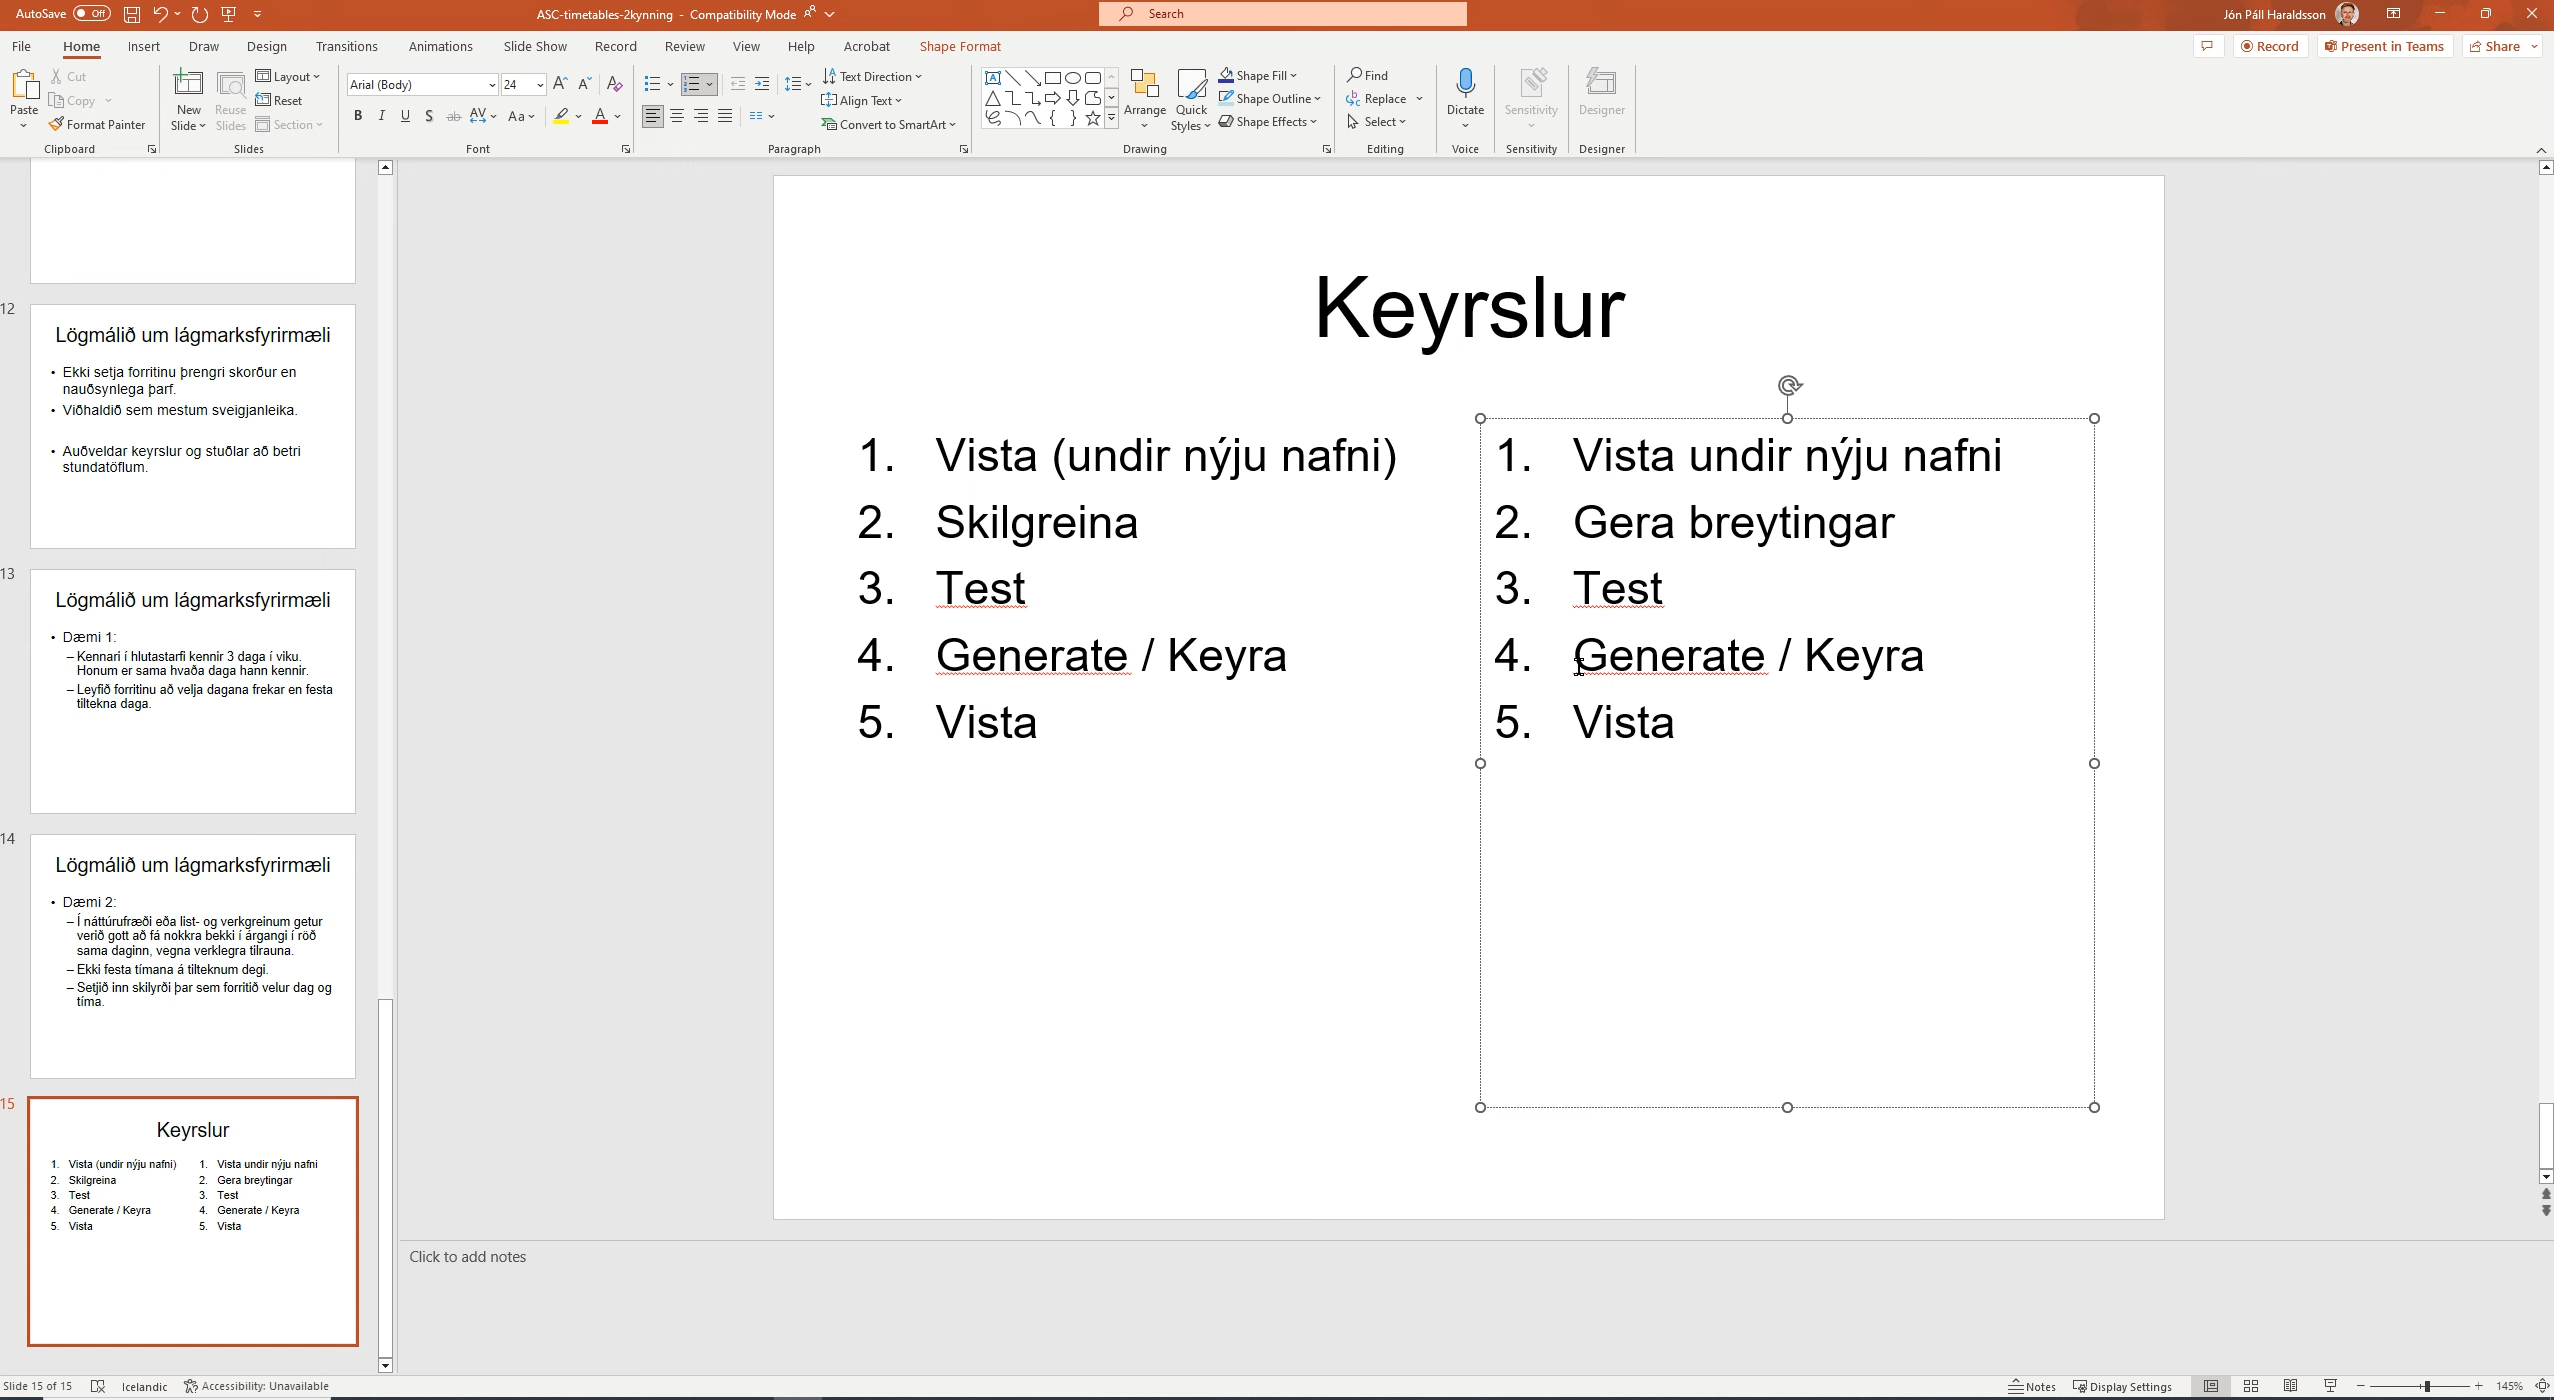 AutoSave Off ASC-timetables-2kynning - Compatibility Mode Search Jón Páll Haraldsson
File Home Insert Draw Design Transitions Animations Slide Show Record Review View Help Acrobat Shape Format Record Present in Teams Share
Paste Cut Copy Format Painter Clipboard
New Slide Reuse Slides Layout Reset Section Slides
Arial (Body) 24 Font
Text Direction Align Text Convert to SmartArt Paragraph
Arrange Quick Styles Shape Fill Shape Outline Shape Effects Drawing
Find Replace Select Editing
Dictate Voice
Sensitivity Sensitivity
Designer Designer
12
Lögmálið um lágmarksfyrirmæli
• Ekki setja forritinu þrengri skorður en
nauðsynlega þarf.
• Viðhaldið sem mestum sveigjanleika.
• Auðveldar keyrslur og stuðlar að betri
stundatöflum.
13
Lögmálið um lágmarksfyrirmæli
• Dæmi 1:
– Kennari í hlutastarfi kennir 3 daga í viku.
Honum er sama hvaða daga hann kennir.
– Leyfið forritinu að velja dagana frekar en festa
tiltekna daga.
14
Lögmálið um lágmarksfyrirmæli
• Dæmi 2:
– Í náttúrufræði eða list- og verkgreinum getur
verið gott að fá nokkra bekki í árgangi í röð
sama daginn, vegna verklegra tilrauna.
– Ekki festa tímana á tilteknum degi.
– Setjið inn skilyrði þar sem forritið velur dag og
tíma.
15
Keyrslur
1. Vista (undir nýju nafni)
2. Skilgreina
3. Test
4. Generate / Keyra
5. Vista
1. Vista undir nýju nafni
2. Gera breytingar
3. Test
4. Generate / Keyra
5. Vista
Keyrslur
1. Vista (undir nýju nafni)
2. Skilgreina
3. Test
4. Generate / Keyra
5. Vista
1. Vista undir nýju nafni
2. Gera breytingar
3. Test
4. Generate / Keyra
5. Vista
Click to add notes
Slide 15 of 15 Icelandic Accessibility: Unavailable Notes Display Settings 145%